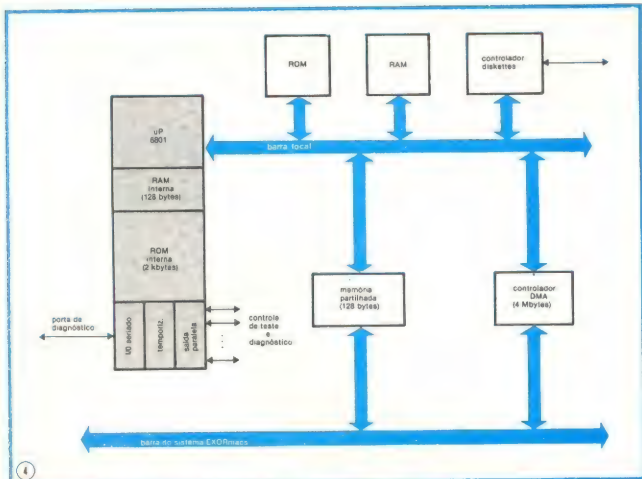 ROM
RAM
controlador
diskettes
uP
6801
barra local
RAM
interna
(128 bytes)
ROM
interna
(2 kbytes)
memória
partilhada
(128 bytes)
controlador
DMA
(4 Mbytes)
porta de
diagnóstico
I/O seriado
temporiz.
saída
paralela
controle
de teste
e
diagnóstico
barra do sistema EXORmacs
4